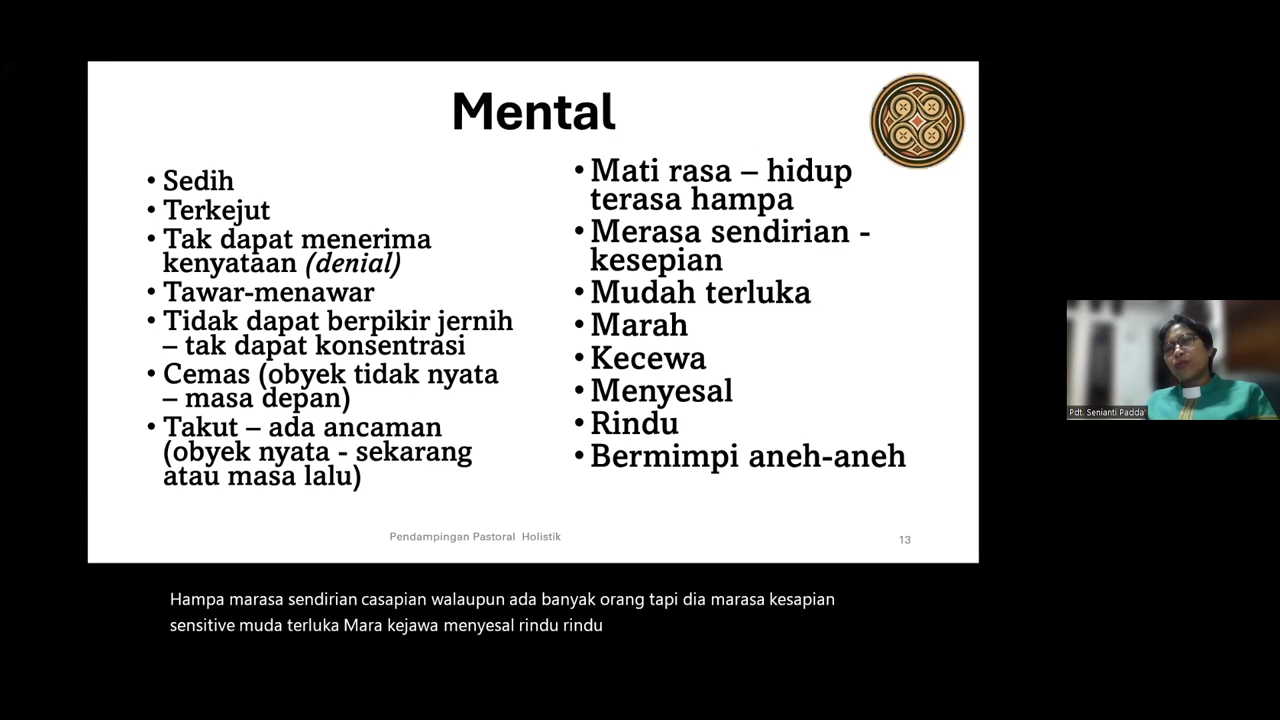 Mental
• Sedih
• Terkejut
• Tak dapat menerima
kenyataan (denial)
• Tawar-menawar
• Tidak dapat berpikir jernih
– tak dapat konsentrasi
• Cemas (obyek tidak nyata
– masa depan)
• Takut – ada ancaman
(obyek nyata - sekarang
atau masa lalu)
• Mati rasa – hidup
terasa hampa
• Merasa sendirian -
kesepian
• Mudah terluka
• Marah
• Kecewa
• Menyesal
• Rindu
• Bermimpi aneh-aneh
Pendampingan Pastoral Holistik
13
Pdt. Senianti Padda'
Hampa marasa sendirian casapian walaupun ada banyak orang tapi dia marasa kesapian
sensitive muda terluka Mara kejawa menyesal rindu rindu